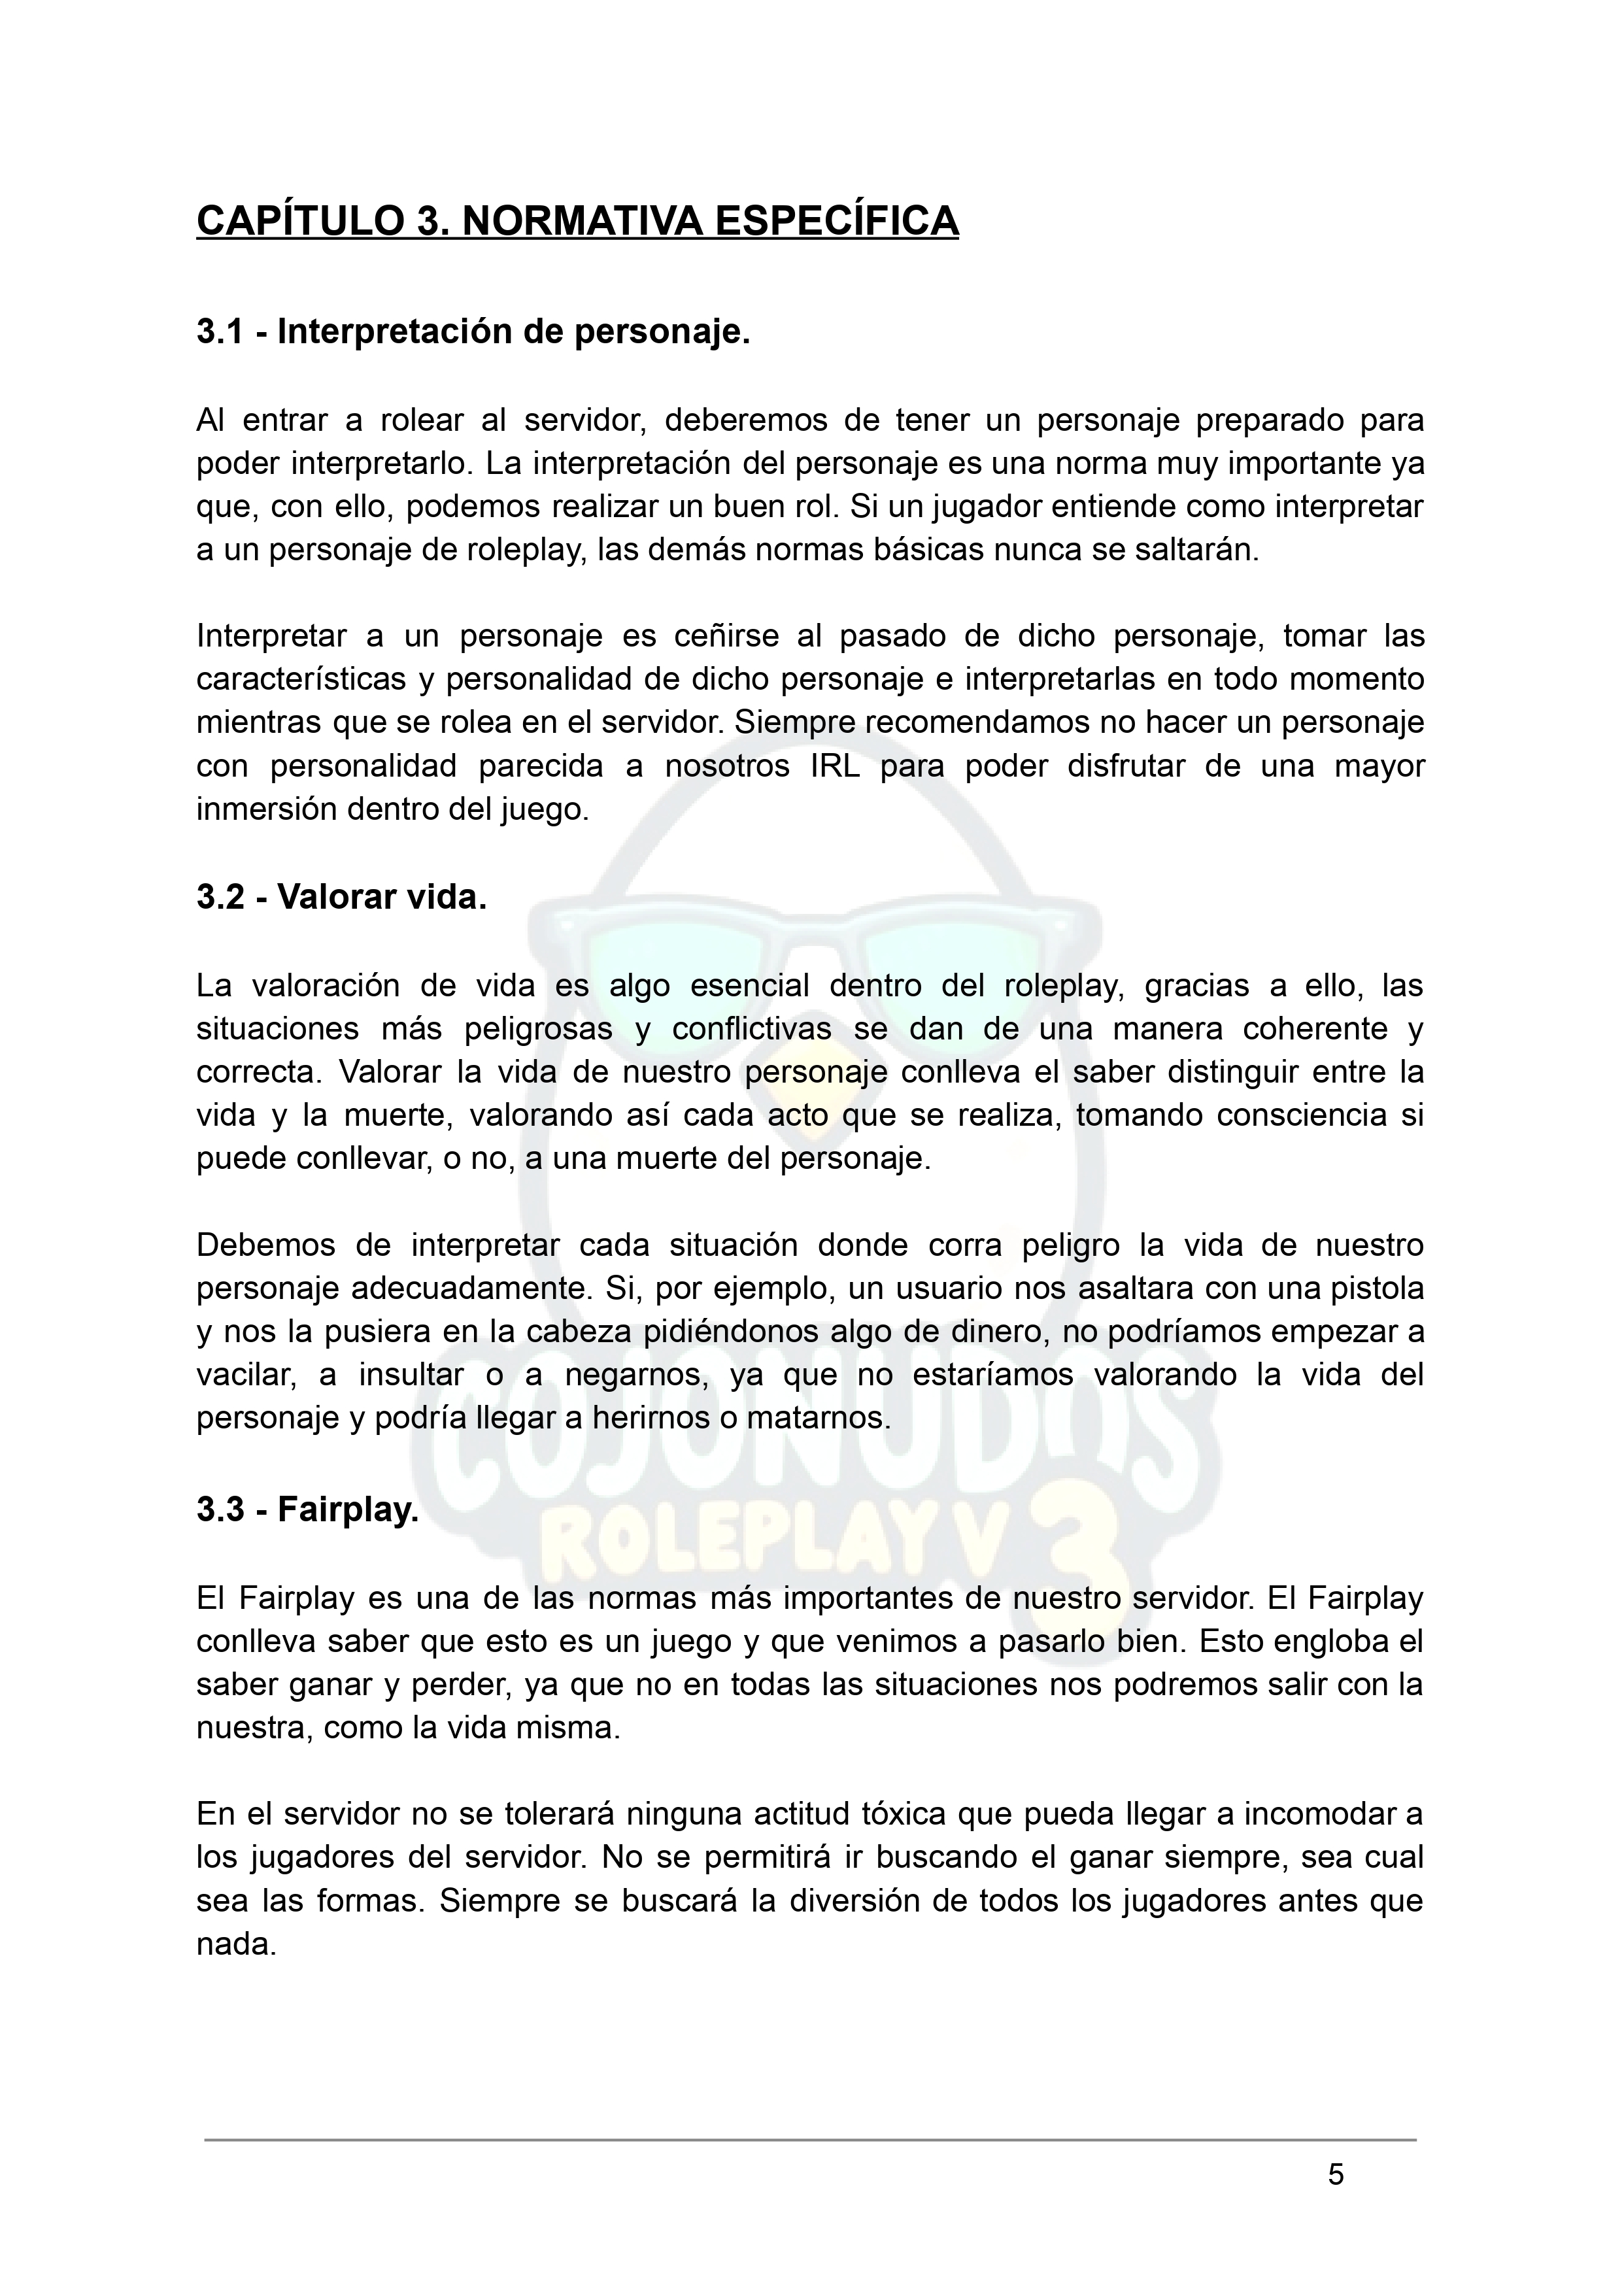 CAPÍTULO 3. NORMATIVA ESPECÍFICA
3.1 - Interpretación de personaje.
Al entrar a rolear al servidor, deberemos de tener un personaje preparado para
poder interpretarlo. La interpretación del personaje es una norma muy importante ya
que, con ello, podemos realizar un buen rol. Si un jugador entiende como interpretar
a un personaje de roleplay, las demás normas básicas nunca se saltarán.
Interpretar a un personaje es ceñirse al pasado de dicho personaje, tomar las
características y personalidad de dicho personaje e interpretarlas en todo momento
mientras que se rolea en el servidor. Siempre recomendamos no hacer un personaje
con personalidad parecida a nosotros IRL para poder disfrutar de una mayor
inmersión dentro del juego.
3.2 - Valorar vida.
La valoración de vida es algo esencial dentro del roleplay, gracias a ello, las
situaciones más peligrosas y conflictivas se dan de una manera coherente y
correcta. Valorar la vida de nuestro personaje conlleva el saber distinguir entre la
vida y la muerte, valorando así cada acto que se realiza, tomando consciencia si
puede conllevar, o no, a una muerte del personaje.
Debemos de interpretar cada situación donde corra peligro la vida de nuestro
personaje adecuadamente. Si, por ejemplo, un usuario nos asaltara con una pistola
y nos la pusiera en la cabeza pidiéndonos algo de dinero, no podríamos empezar a
vacilar, a insultar o a negarnos, ya que no estaríamos valorando la vida del
personaje y podría llegar a herirnos o matarnos.
COJONUDOS
ROLEPLAY V3
3.3 - Fairplay.
El Fairplay es una de las normas más importantes de nuestro servidor. El Fairplay
conlleva saber que esto es un juego y que venimos a pasarlo bien. Esto engloba el
saber ganar y perder, ya que no en todas las situaciones nos podremos salir con la
nuestra, como la vida misma.
En el servidor no se tolerará ninguna actitud tóxica que pueda llegar a incomodar a
los jugadores del servidor. No se permitirá ir buscando el ganar siempre, sea cual
sea las formas. Siempre se buscará la diversión de todos los jugadores antes que
nada.
5